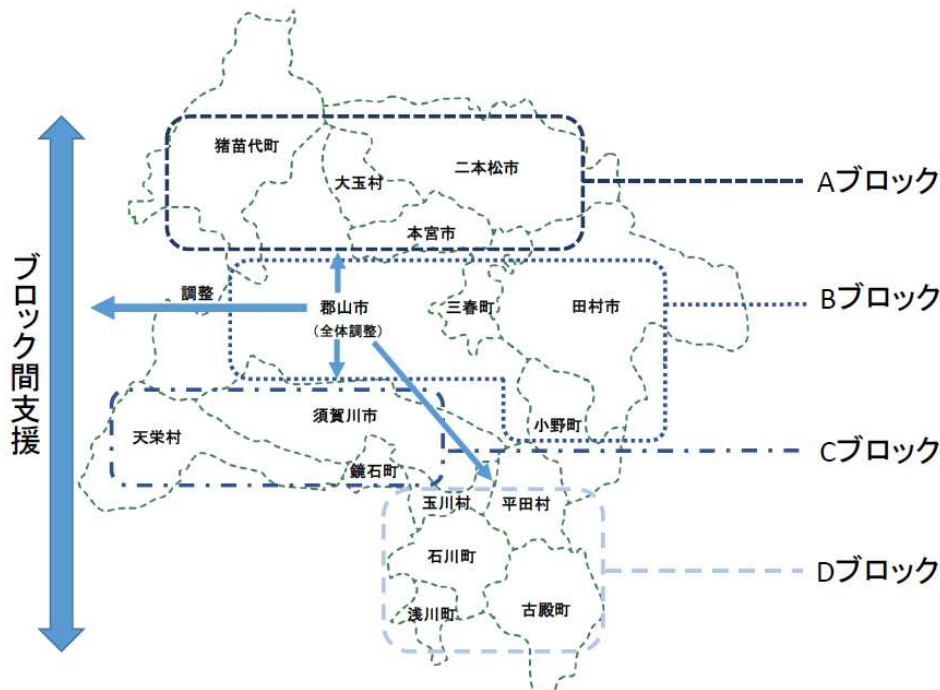 猪苗代町
二本松市
大玉村
本宮市
Aブロック
ブロック間支援
調整
郡山市
(全体調整)
三春町
田村市
Bブロック
須賀川市
小野町
天栄村
鏡石町
Cブロック
玉川村
平田村
石川町
Dブロック
浅川町
古殿町